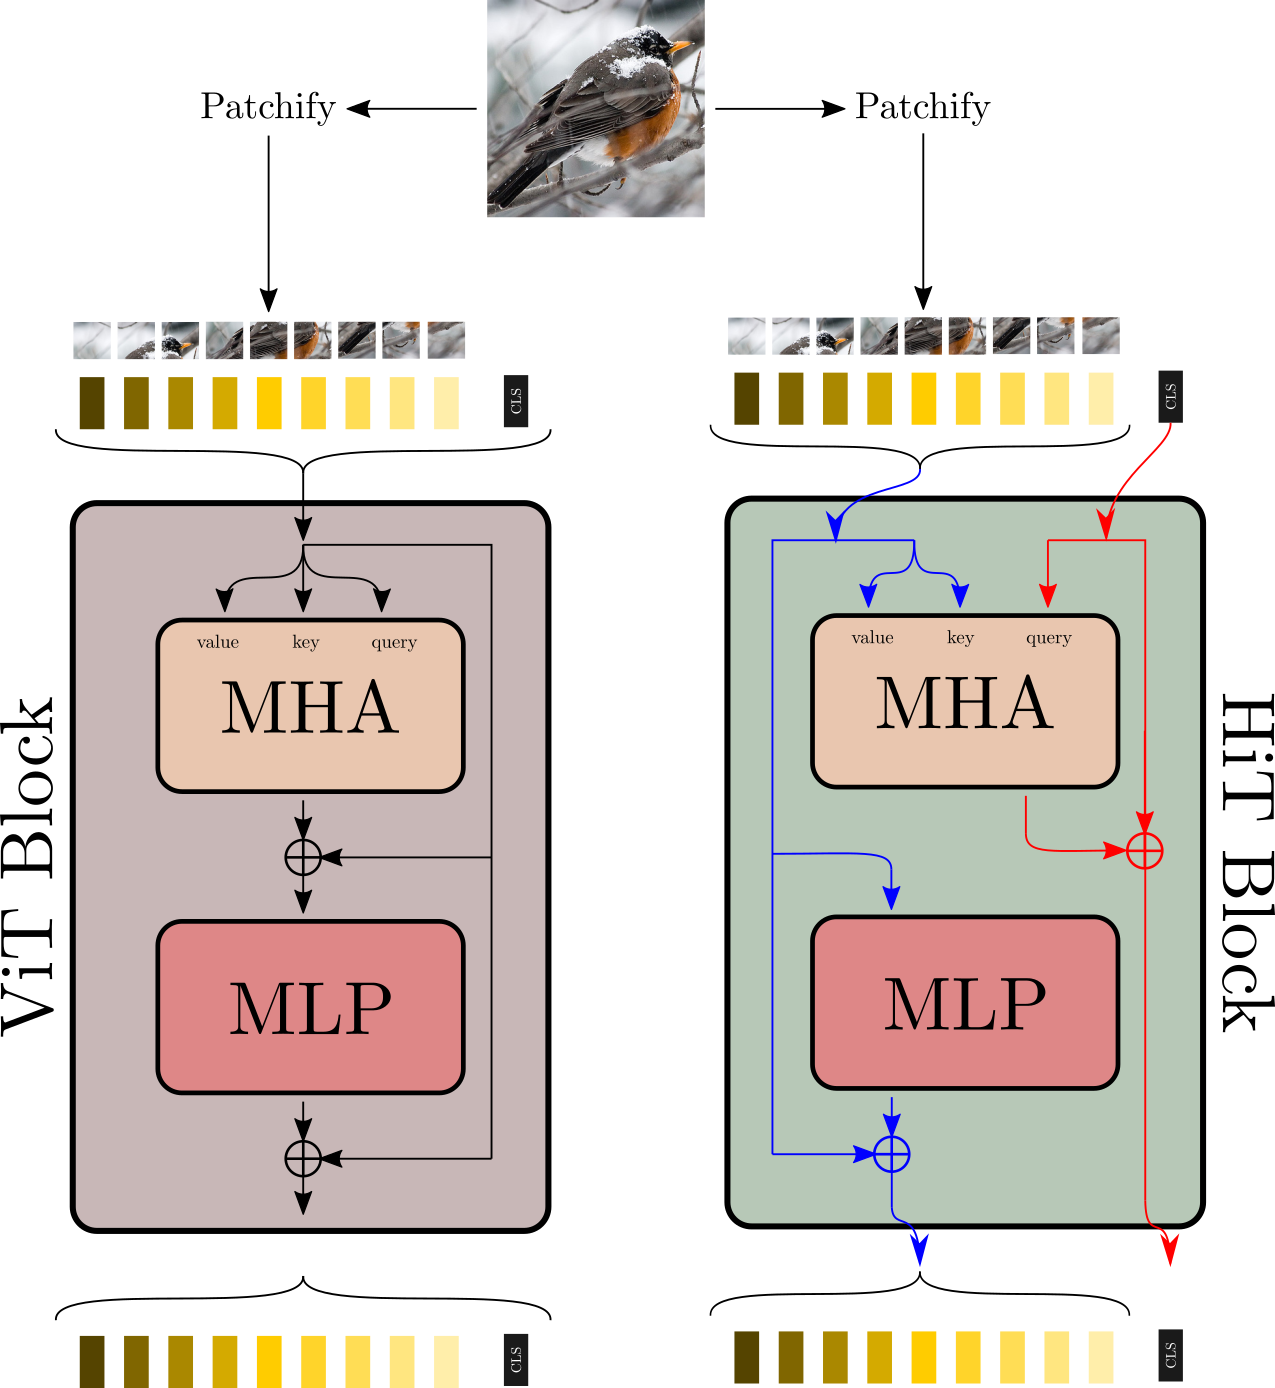 Patchify
Patchify
CLS
CLS
ViT Block
value key query
MHA
MLP
value key query
MHA
MLP
HiT Block
CLS
CLS